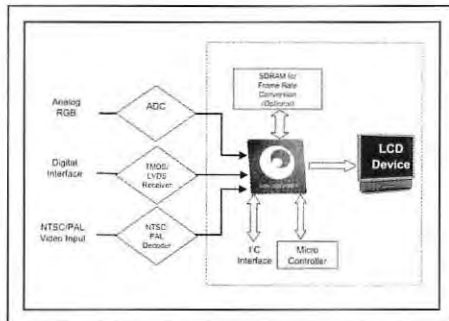 SDRAM for
Frame Rate
Conversion
(Optional)
Analog
RGB
ADC
LCD
Device
Digital
Interface
TMDS/
LVDS
Receiver
NTSC/PAL
Video Input
NTSC/
PAL
Decoder
I²C
Interface
Micro
Controller